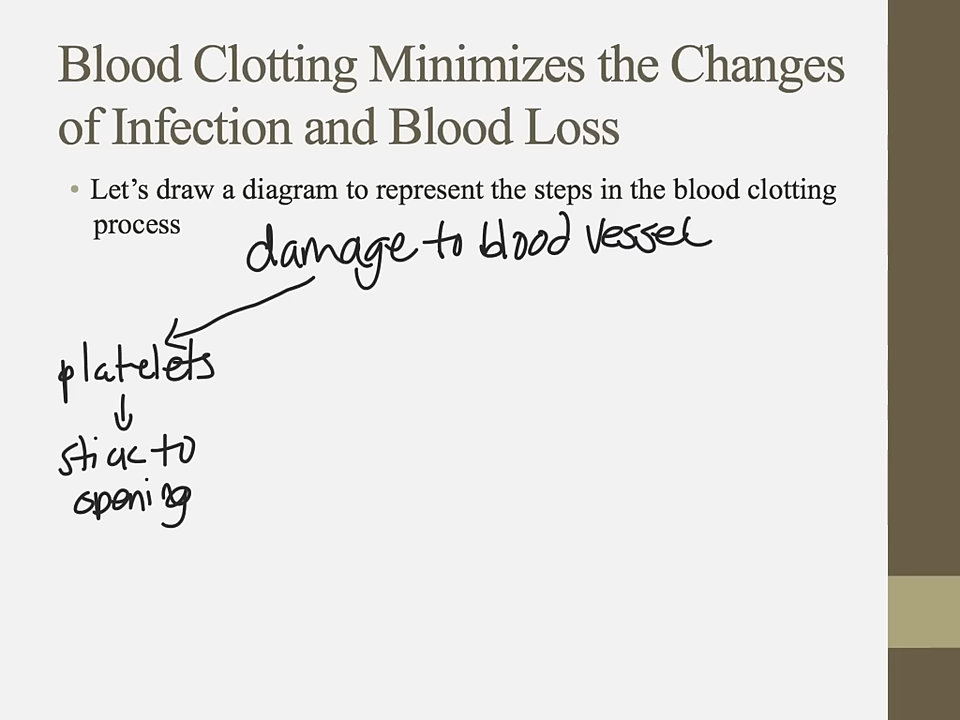 Blood Clotting Minimizes the Changes
of Infection and Blood Loss
• Let's draw a diagram to represent the steps in the blood clotting
process
damage to blood vessel
platelets
↓
stick to
opening